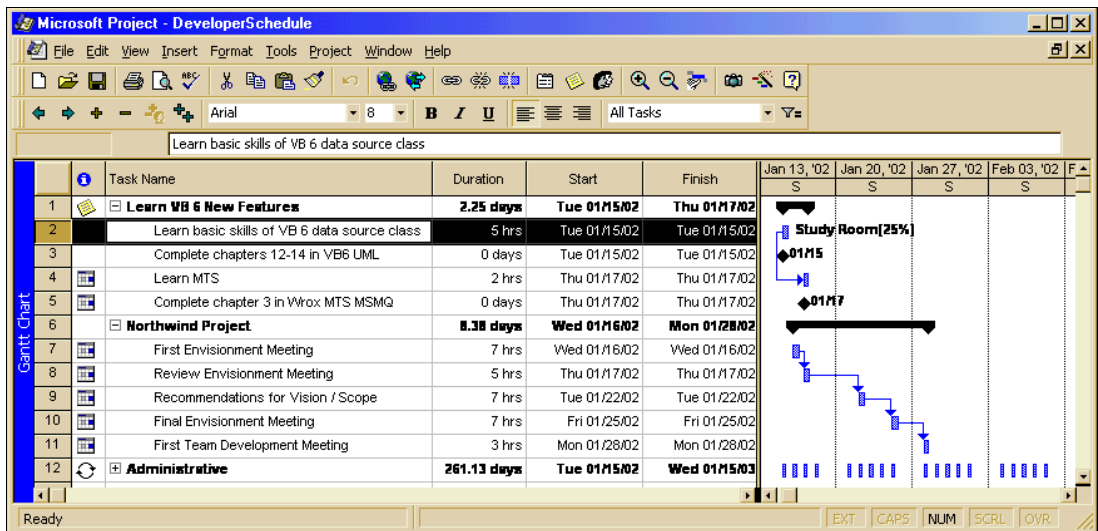 Microsoft Project - DeveloperSchedule
File Edit View Insert Format Tools Project Window Help
ABC
Arial 8 B I U All Tasks
Learn basic skills of VB 6 data source class
Task Name Duration Start Finish Jan 13, '02 Jan 20, '02 Jan 27, '02 Feb 03, '02 F
S S S S
1 Learn VB 6 New Features 2.25 days Tue 01/15/02 Thu 01/17/02
2 Learn basic skills of VB 6 data source class 5 hrs Tue 01/15/02 Tue 01/15/02 Study Room[25%]
3 Complete chapters 12-14 in VB6 UML 0 days Tue 01/15/02 Tue 01/15/02 01/15
4 Learn MTS 2 hrs Thu 01/17/02 Thu 01/17/02
5 Complete chapter 3 in Wrox MTS MSMQ 0 days Thu 01/17/02 Thu 01/17/02 01/17
6 Northwind Project 8.38 days Wed 01/16/02 Mon 01/28/02
7 First Envisionment Meeting 7 hrs Wed 01/16/02 Wed 01/16/02
8 Review Envisionment Meeting 5 hrs Thu 01/17/02 Thu 01/17/02
9 Recommendations for Vision / Scope 7 hrs Tue 01/22/02 Tue 01/22/02
10 Final Envisionment Meeting 7 hrs Fri 01/25/02 Fri 01/25/02
11 First Team Development Meeting 3 hrs Mon 01/28/02 Mon 01/28/02
12 Administrative 261.13 days Tue 01/15/02 Wed 01/15/03
Gantt Chart
Ready EXT CAPS NUM SCRL OVR